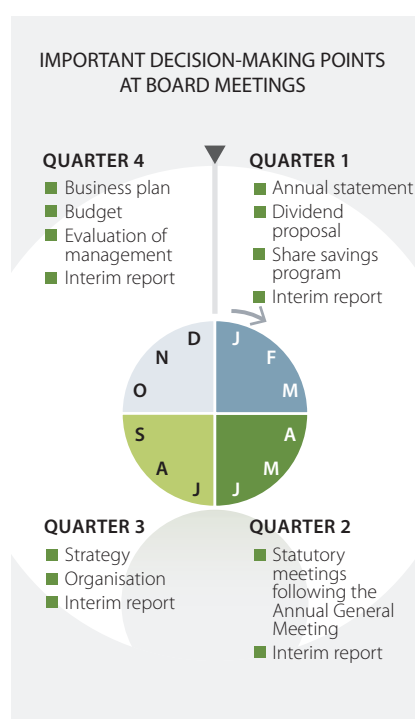 IMPORTANT DECISION-MAKING POINTS
AT BOARD MEETINGS
QUARTER 4
Business plan
Budget
Evaluation of
management
Interim report
QUARTER 1
Annual statement
Dividend
proposal
Share savings
program
Interim report
D
J
N
F
O
M
S
A
A
M
J
J
QUARTER 3
Strategy
Organisation
Interim report
QUARTER 2
Statutory
meetings
following the
Annual General
Meeting
Interim report